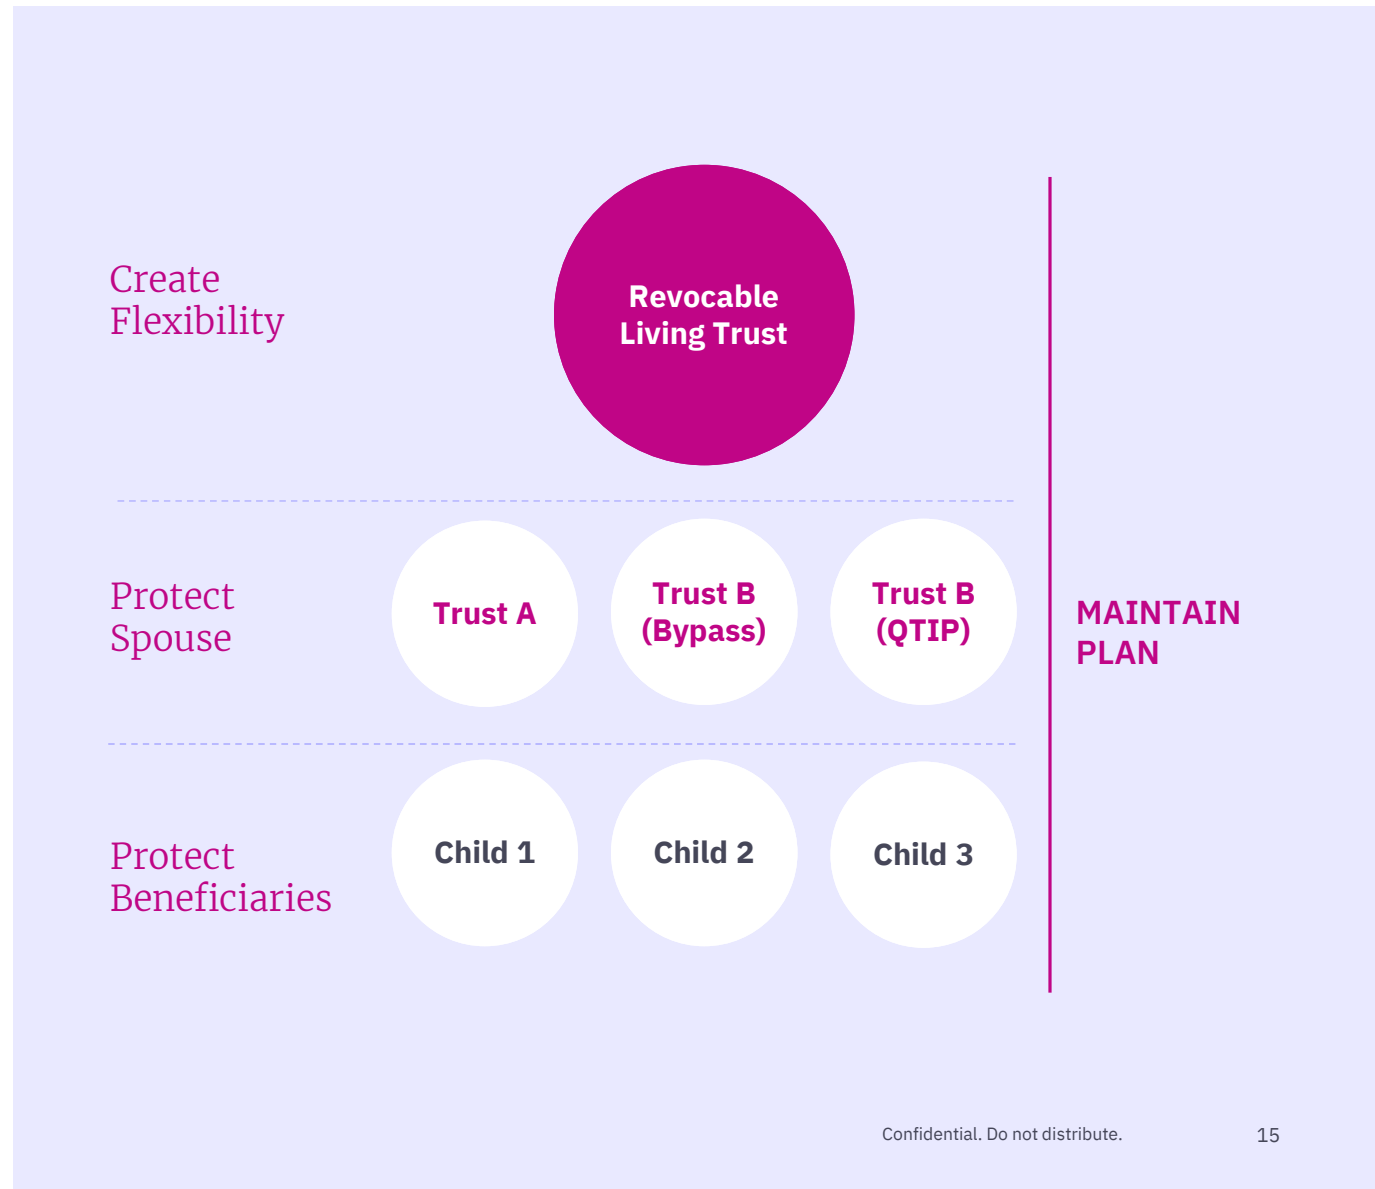 Create
Flexibility
Revocable
Living Trust
Protect
Spouse
Trust A
Trust B
(Bypass)
Trust B
(QTIP)
MAINTAIN
PLAN
Protect
Beneficiaries
Child 1
Child 2
Child 3
Confidential. Do not distribute.
15